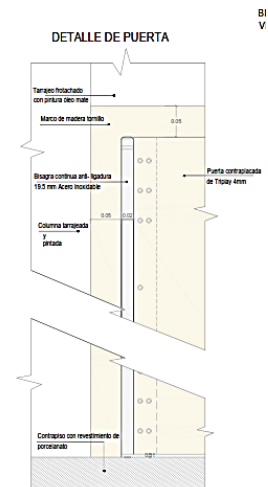 BI
V
DETALLE DE PUERTA
Tarrajeo frotachado
con pintura oleo mate
Marco de madera tornillo
0.05
Bisagra continua anti- ligadura
19.5 mm Acero Inoxidable
Puerta contraplacada
de Triplay 4mm
0.05
0.02
Columna tarrajeada
y
pintada
Contrapiso con revestimiento de
porcelanato